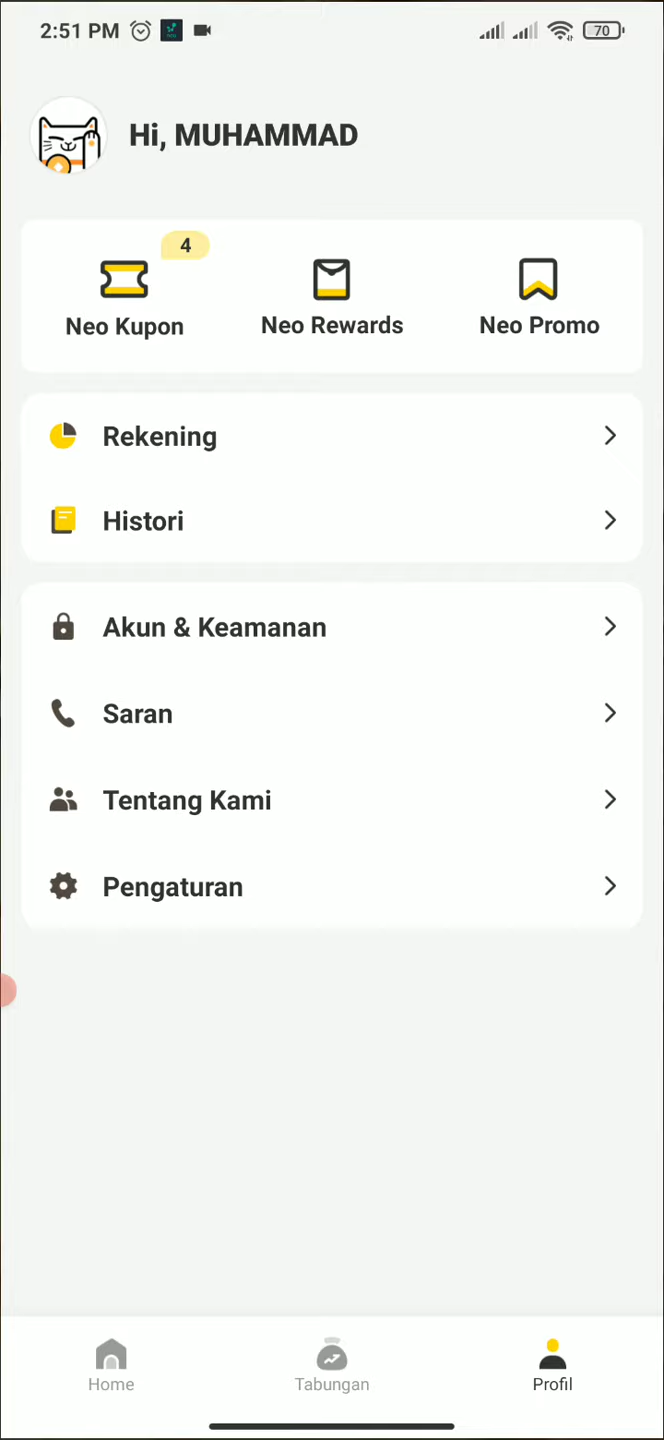 2:51 PM
70
Hi, MUHAMMAD
4
Neo Kupon
Neo Rewards
Neo Promo
Rekening
Histori
Akun & Keamanan
Saran
Tentang Kami
Pengaturan
Home
Tabungan
Profil